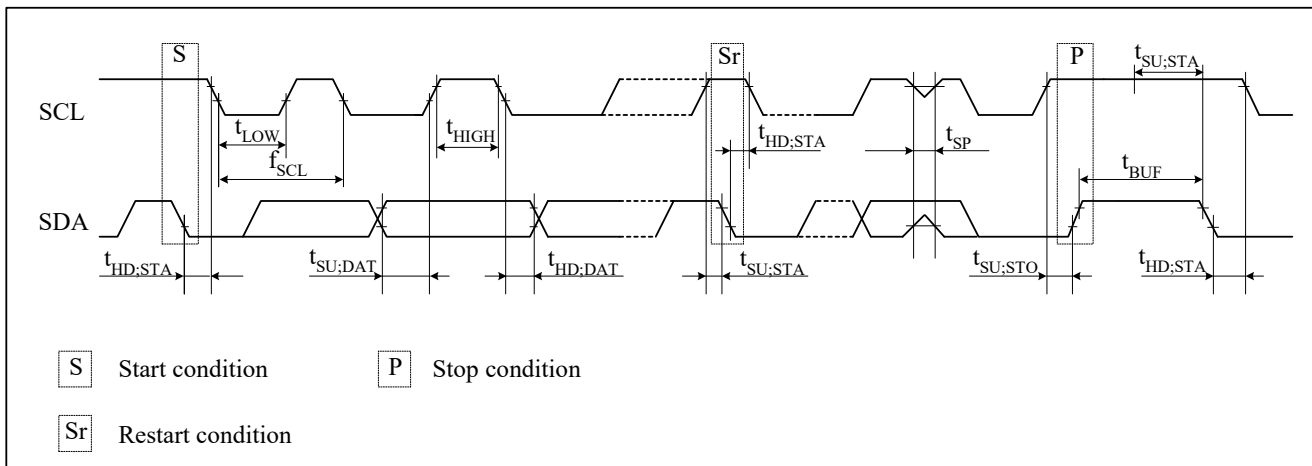 S Sr P tSU;STA
SCL
tLOW tHIGH tHD;STA tSP
fSCL tBUF
SDA
tHD;STA tSU;DAT tHD;DAT tSU;STA tSU;STO tHD;STA
S Start condition P Stop condition
Sr Restart condition